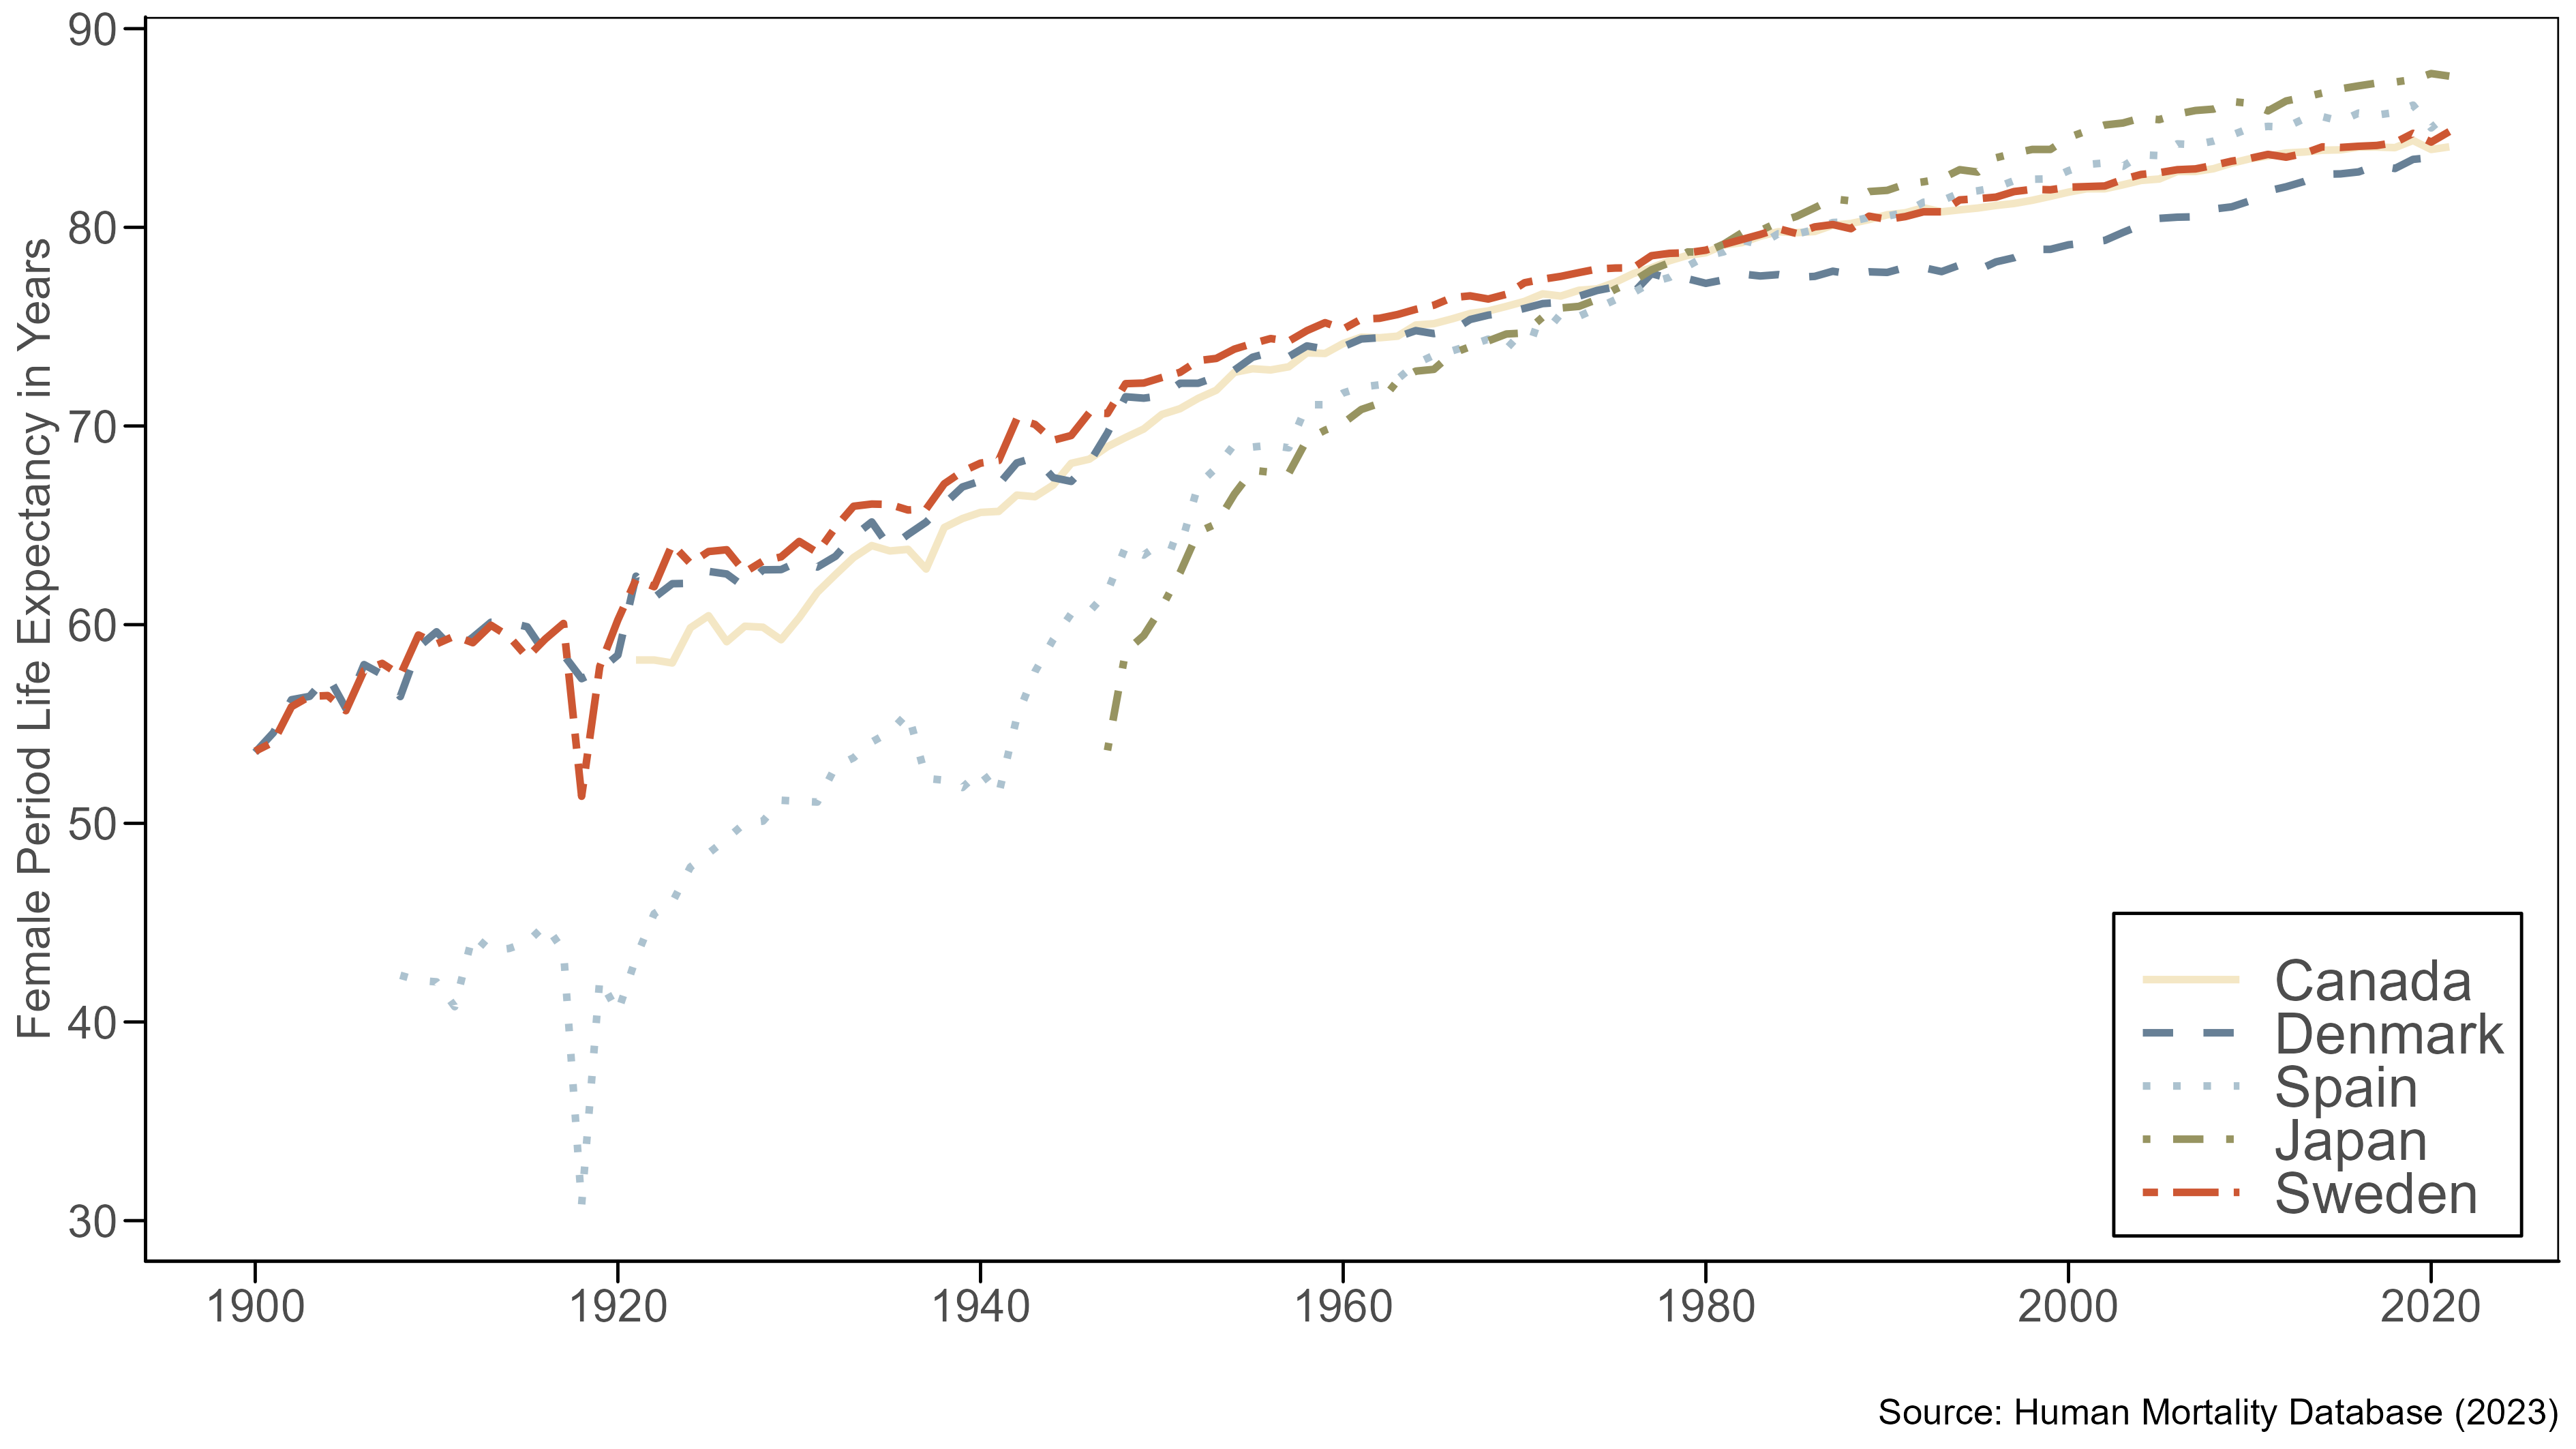 Female Period Life Expectancy in Years
90
80
70
60
50
40
30
1900
1920
1940
1960
1980
2000
2020
Canada
Denmark
Spain
Japan
Sweden
Source: Human Mortality Database (2023)